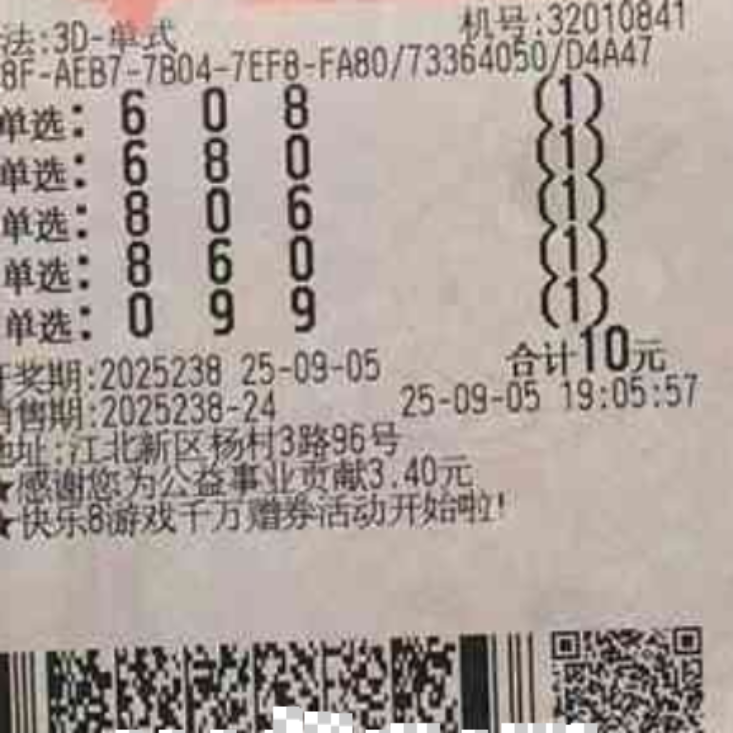 法:3D-单式 机号:32010841
8F-AEB7-7B04-7EF8-FA80/73364050/D4A47
单选: 6 0 8 (1)
单选: 6 8 0 (1)
单选: 8 0 6 (1)
单选: 8 6 0 (1)
单选: 0 9 9 (1)
合计10元
开奖期:2025238 25-09-05
销售期:2025238-24 25-09-05 19:05:57
地址:江北新区杨村3路96号
★感谢您为公益事业贡献3.40元
★快乐8游戏千万赠券活动开始啦!